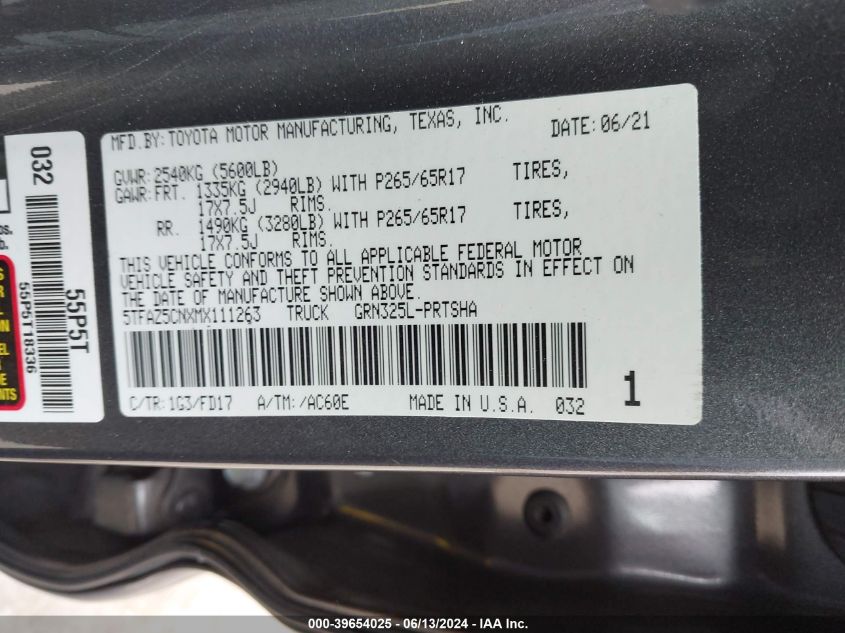 MFD.BY:TOYOTA MOTOR MANUFACTURING, TEXAS, INC. DATE:06/21
GVWR:2540KG (5600LB)
GAWR:FRT. 1335KG (2940LB) WITH P265/65R17 TIRES,
17X7.5J RIMS.
RR. 1490KG (3280LB) WITH P265/65R17 TIRES,
17X7.5J RIMS.
THIS VEHICLE CONFORMS TO ALL APPLICABLE FEDERAL MOTOR
VEHICLE SAFETY AND THEFT PREVENTION STANDARDS IN EFFECT ON
THE DATE OF MANUFACTURE SHOWN ABOVE.
5TFAZ5CNXMX111263 TRUCK GRN325L-PRTSHA
C/TR:1G3/FD17 A/TM:/AC60E MADE IN U.S.A. 032 1
032
55P5T
55P5T18336
bs.
b.
NTS
000-39654025 - 06/13/2024 - IAA Inc.